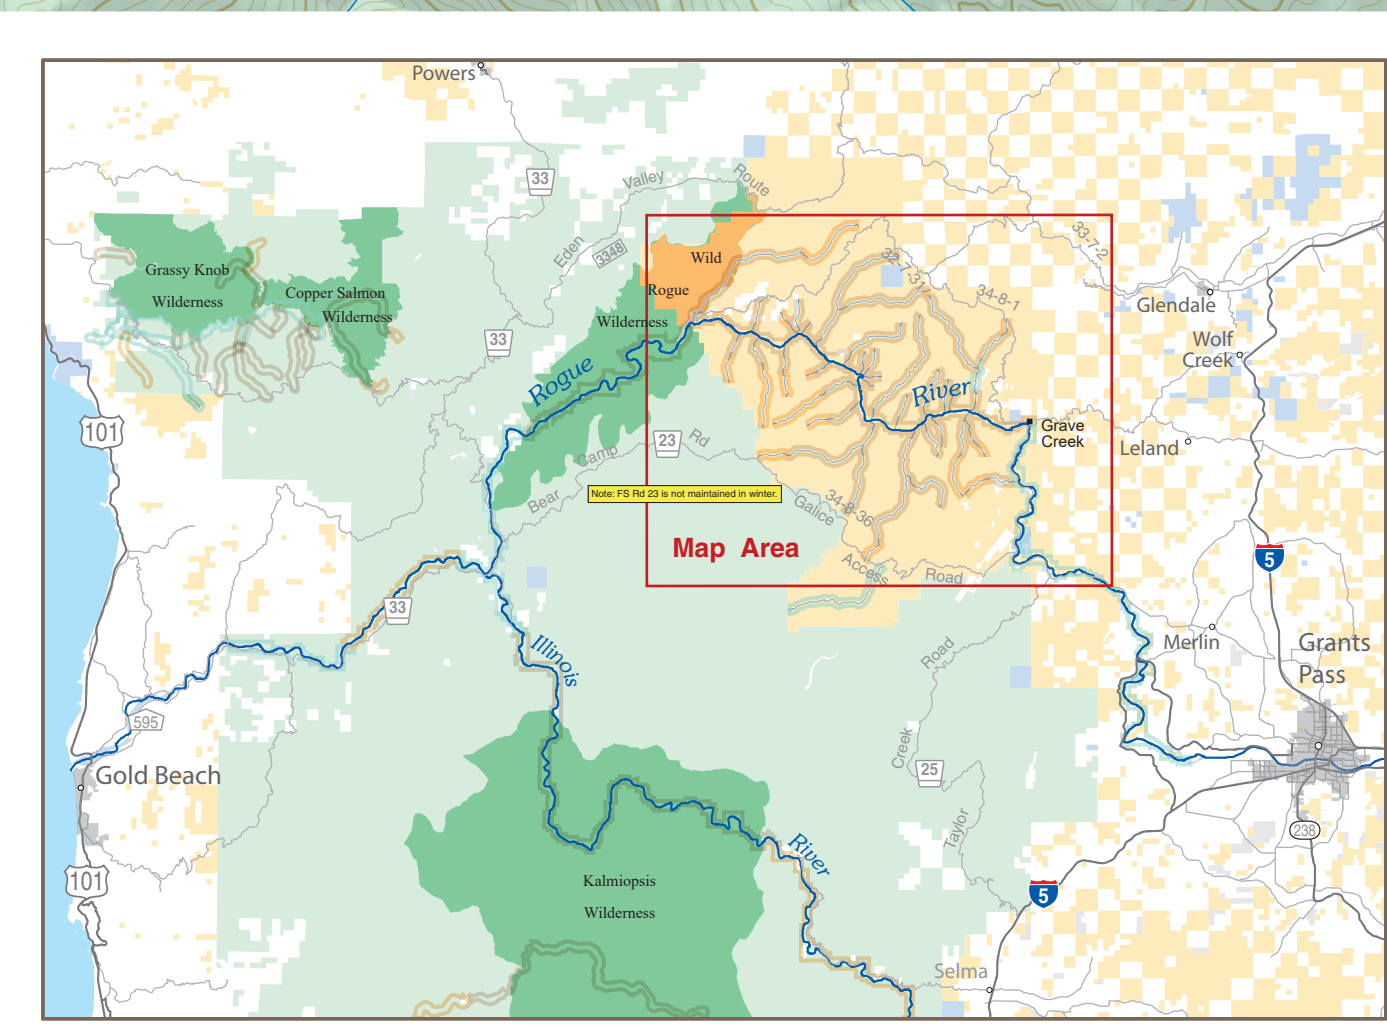 Powers
33
Valley
Route
Eden
3348
33-7-2
Grassy Knob
Wilderness
Copper Salmon
Wilderness
Wild
Rogue
Wilderness
32-7-31
34-8-1
Glendale
Wolf
Creek
33
Rogue
River
101
Grave
Creek
Leland
23
Rd
Camp
Bear
Note: FS Rd 23 is not maintained in winter.
Galice
34-8-36
Map Area
Access
Road
5
33
Illinois
Road
Merlin
Grants
Pass
595
Gold Beach
Creek
25
Taylor
238
River
101
Kalmiopsis
Wilderness
5
Selma